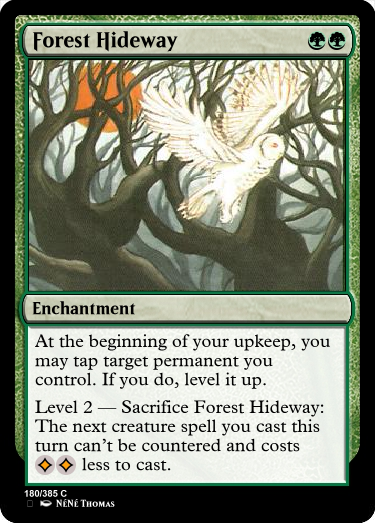 Forest Hideway
Enchantment
At the beginning of your upkeep, you
may tap target permanent you
control. If you do, level it up.
Level 2 — Sacrifice Forest Hideway:
The next creature spell you cast this
turn can't be countered and costs
less to cast.
180/385 C
NéNé Thomas